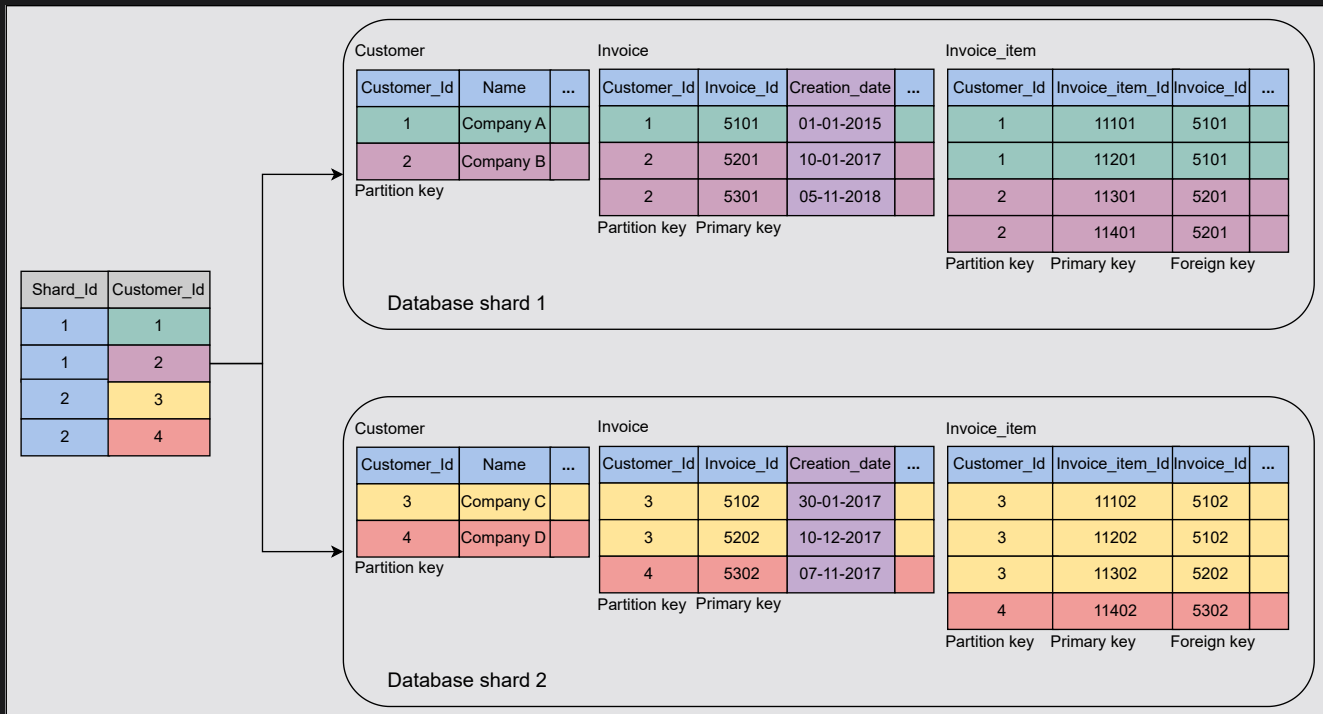 Shard_Id Customer_Id
1 1
1 2
2 3
2 4
Customer
Customer_Id Name ...
1 Company A
2 Company B
Partition key
Invoice
Customer_Id Invoice_Id Creation_date ...
1 5101 01-01-2015
2 5201 10-01-2017
2 5301 05-11-2018
Partition key Primary key
Invoice_item
Customer_Id Invoice_item_Id Invoice_Id ...
1 11101 5101
1 11201 5101
2 11301 5201
2 11401 5201
Partition key Primary key Foreign key
Database shard 1
Customer
Customer_Id Name ...
3 Company C
4 Company D
Partition key
Invoice
Customer_Id Invoice_Id Creation_date ...
3 5102 30-01-2017
3 5202 10-12-2017
4 5302 07-11-2017
Partition key Primary key
Invoice_item
Customer_Id Invoice_item_Id Invoice_Id ...
3 11102 5102
3 11202 5102
3 11302 5202
4 11402 5302
Partition key Primary key Foreign key
Database shard 2